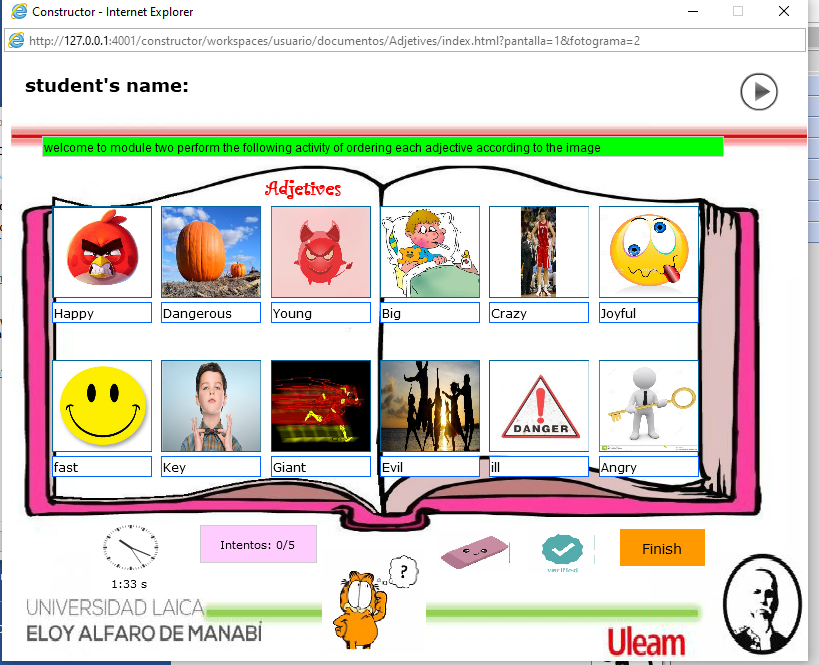 Constructor - Internet Explorer
http://127.0.0.1:4001/constructor/workspaces/usuario/documentos/Adjetives/index.html?pantalla=1&fotograma=2
student's name:
welcome to module two perform the following activity of ordering each adjective according to the image
Adjetives
Happy Dangerous Young Big Crazy Joyful
DANGER
fast Key Giant Evil ill Angry
Intentos: 0/5
verified
Finish
?
1:33 s
UNIVERSIDAD LAICA
ELOY ALFARO DE MANABÍ
Uleam